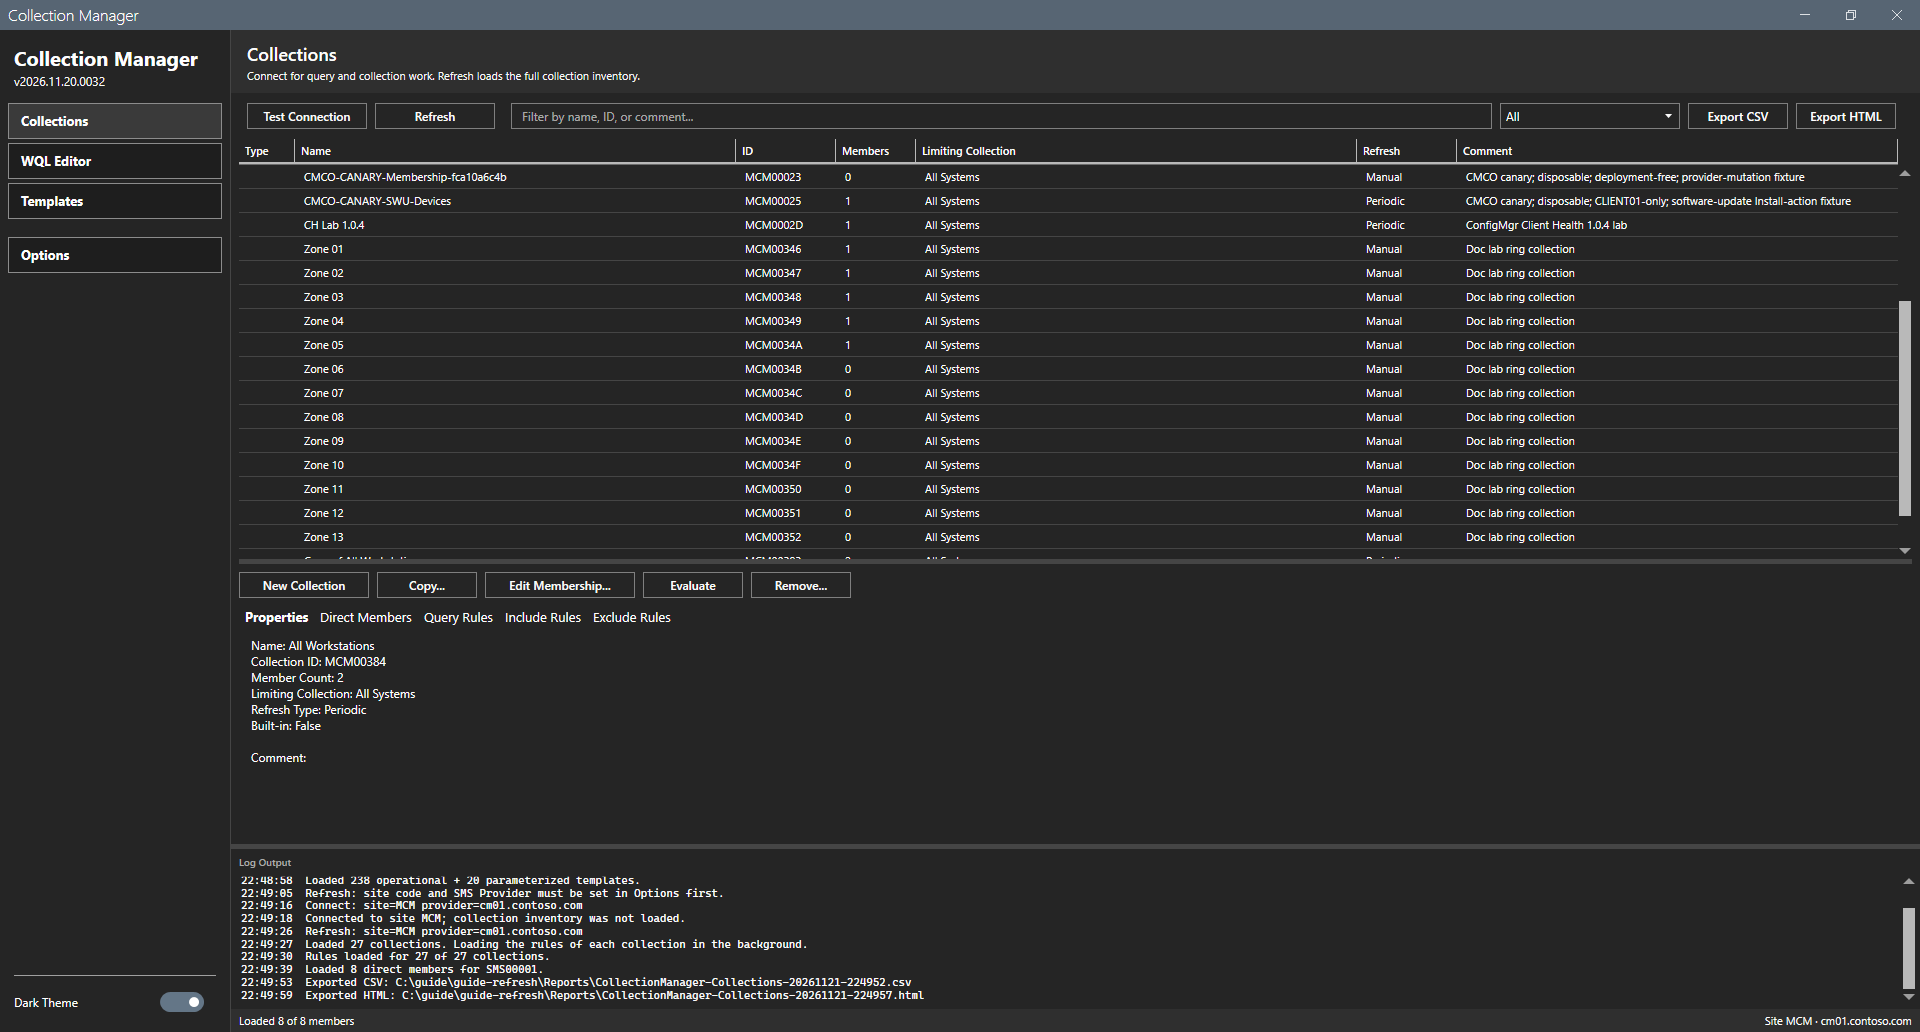 Collection Manager
Collection Manager
v2026.11.20.0032
Collections
WQL Editor
Templates
Options
Dark Theme
Collections
Connect for query and collection work. Refresh loads the full collection inventory.
Test Connection Refresh Filter by name, ID, or comment... All Export CSV Export HTML
Type Name ID Members Limiting Collection Refresh Comment
CMCO-CANARY-Membership-fca10a6c4b MCM00023 0 All Systems Manual CMCO canary; disposable; deployment-free; provider-mutation fixture
CMCO-CANARY-SWU-Devices MCM00025 1 All Systems Periodic CMCO canary; disposable; CLIENT01-only; software-update Install-action fixture
CH Lab 1.0.4 MCM0002D 1 All Systems Periodic ConfigMgr Client Health 1.0.4 lab
Zone 01 MCM00346 1 All Systems Manual Doc lab ring collection
Zone 02 MCM00347 1 All Systems Manual Doc lab ring collection
Zone 03 MCM00348 1 All Systems Manual Doc lab ring collection
Zone 04 MCM00349 1 All Systems Manual Doc lab ring collection
Zone 05 MCM0034A 1 All Systems Manual Doc lab ring collection
Zone 06 MCM0034B 0 All Systems Manual Doc lab ring collection
Zone 07 MCM0034C 0 All Systems Manual Doc lab ring collection
Zone 08 MCM0034D 0 All Systems Manual Doc lab ring collection
Zone 09 MCM0034E 0 All Systems Manual Doc lab ring collection
Zone 10 MCM0034F 0 All Systems Manual Doc lab ring collection
Zone 11 MCM00350 0 All Systems Manual Doc lab ring collection
Zone 12 MCM00351 0 All Systems Manual Doc lab ring collection
Zone 13 MCM00352 0 All Systems Manual Doc lab ring collection
New Collection Copy... Edit Membership... Evaluate Remove...
Properties Direct Members Query Rules Include Rules Exclude Rules
Name: All Workstations
Collection ID: MCM00384
Member Count: 2
Limiting Collection: All Systems
Refresh Type: Periodic
Built-in: False
Comment:
Log Output
22:48:58 Loaded 238 operational + 20 parameterized templates.
22:49:05 Refresh: site code and SMS Provider must be set in Options first.
22:49:16 Connect: site=MCM provider=cm01.contoso.com
22:49:18 Connected to site MCM; collection inventory was not loaded.
22:49:26 Refresh: site=MCM provider=cm01.contoso.com
22:49:27 Loaded 27 collections. Loading the rules of each collection in the background.
22:49:30 Rules loaded for 27 of 27 collections.
22:49:39 Loaded 8 direct members for SMS00001.
22:49:53 Exported CSV: C:\guide\guide-refresh\Reports\CollectionManager-Collections-20261121-224952.csv
22:49:59 Exported HTML: C:\guide\guide-refresh\Reports\CollectionManager-Collections-20261121-224957.html
Loaded 8 of 8 members Site MCM · cm01.contoso.com